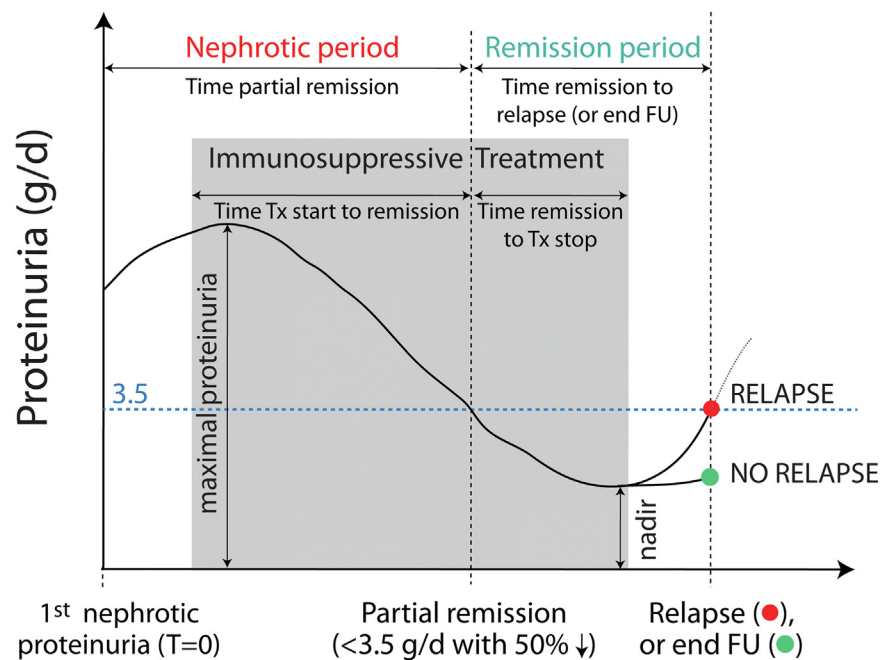 Nephrotic period
Remission period
Time partial remission
Time remission to
relapse (or end FU)
Immunosuppressive Treatment
Time Tx start to remission
Time remission
to Tx stop
Proteinuria (g/d)
maximal proteinuria
3.5
RELAPSE
NO RELAPSE
nadir
1st nephrotic
proteinuria (T=0)
Partial remission
(<3.5 g/d with 50% ↓)
Relapse (●),
or end FU (●)